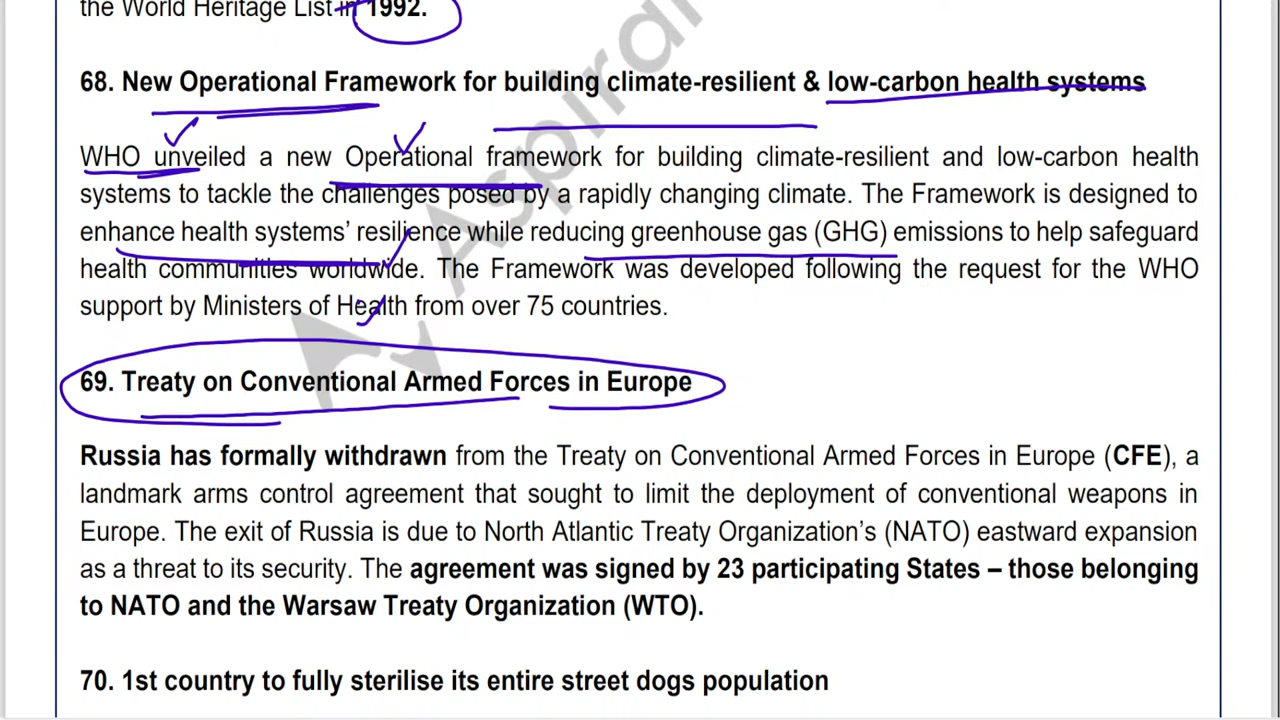 the World Heritage List in 1992.
68. New Operational Framework for building climate-resilient & low-carbon health systems
WHO unveiled a new Operational framework for building climate-resilient and low-carbon health
systems to tackle the challenges posed by a rapidly changing climate. The Framework is designed to
enhance health systems' resilience while reducing greenhouse gas (GHG) emissions to help safeguard
health communities worldwide. The Framework was developed following the request for the WHO
support by Ministers of Health from over 75 countries.
69. Treaty on Conventional Armed Forces in Europe
Russia has formally withdrawn from the Treaty on Conventional Armed Forces in Europe (CFE), a
landmark arms control agreement that sought to limit the deployment of conventional weapons in
Europe. The exit of Russia is due to North Atlantic Treaty Organization's (NATO) eastward expansion
as a threat to its security. The agreement was signed by 23 participating States – those belonging
to NATO and the Warsaw Treaty Organization (WTO).
70. 1st country to fully sterilise its entire street dogs population